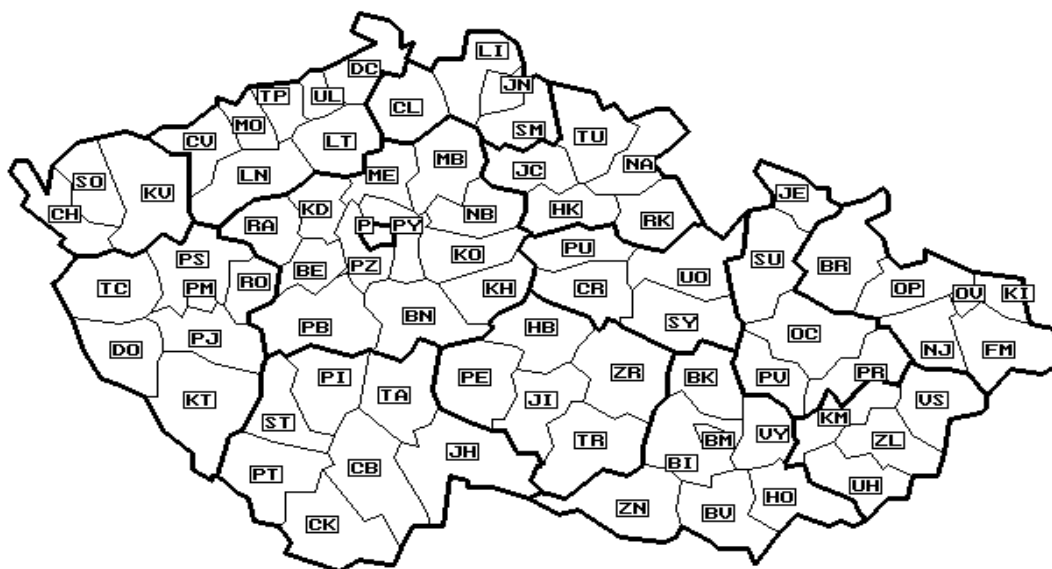 LI
DC
JN
TP
UL
CL
MO
SM
CV
LT
TU
MB
NA
LN
ME
JC
SO
KV
KD
CH
NB
HK
RK
JE
RA
P
PY
PU
PS
KO
UO
SU
BR
BE
PZ
RO
TC
PM
KH
CR
OP
OV
KI
PB
BN
HB
SY
OC
PJ
DO
NJ
FM
PE
ZR
BK
PV
PR
PI
KT
TA
JI
VS
ST
KM
TR
BM
VY
ZL
PT
CB
JH
BI
UH
HO
CK
ZN
BV